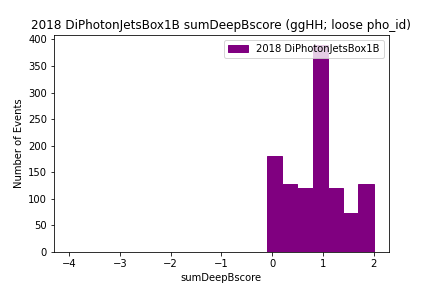 2018 DiPhotonJetsBox1B sumDeepBscore (ggHH; loose pho_id)
2018 DiPhotonJetsBox1B
400
350
300
250
200
150
100
50
0
Number of Events
−4 −3 −2 −1 0 1 2
sumDeepBscore